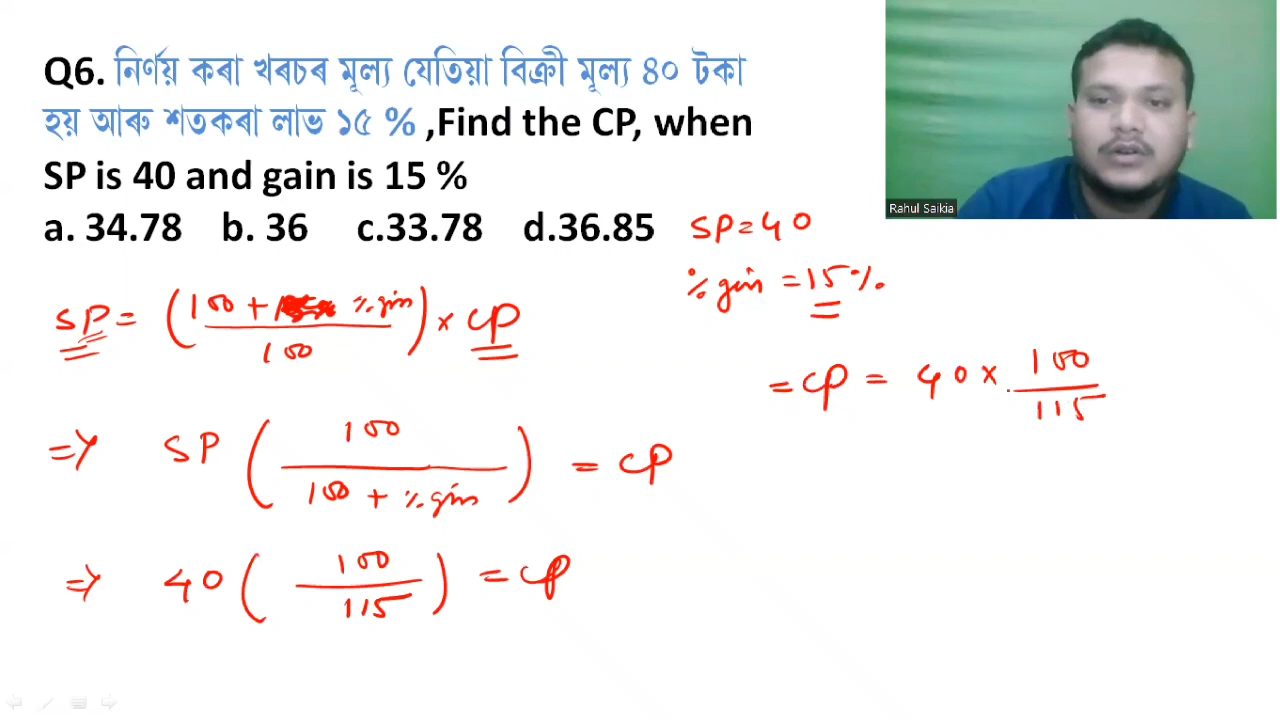 Q6. নিৰ্ণয় কৰা খৰচৰ মূল্য যেতিয়া বিক্ৰী মূল্য ৪০ টকা
হয় আৰু শতকৰা লাভ ১৫ % ,Find the CP, when
SP is 40 and gain is 15 %
a. 34.78 b. 36 c.33.78 d.36.85
SP = 40
% gain = 15%
SP = (100 + % gain / 100) × CP
= CP = 40 × 100/115
=> SP (100 / 100 + % gain) = CP
=> 40 (100 / 115) = CP
Rahul Saikia